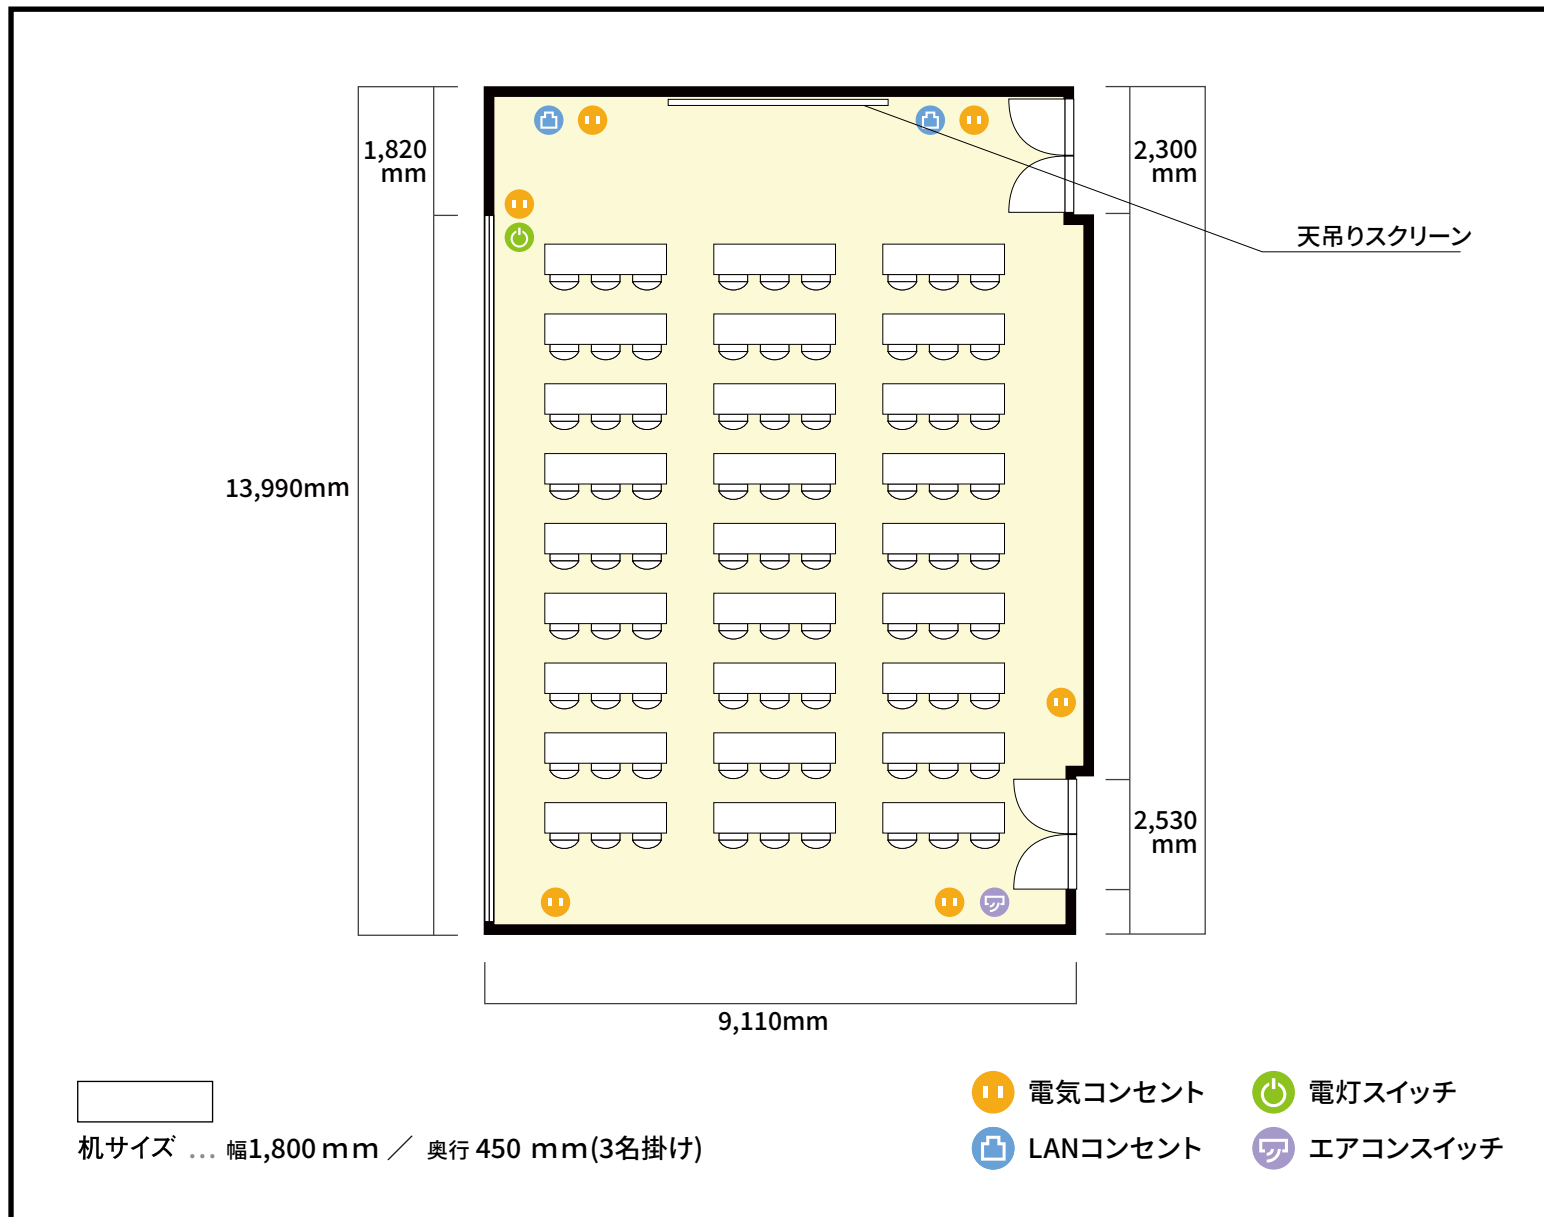 1,820
mm
2,300
mm
天吊りスクリーン
13,990mm
2,530
mm
9,110mm
机サイズ … 幅1,800mm / 奥行 450 mm(3名掛け)
電気コンセント
電灯スイッチ
LANコンセント
エアコンスイッチ